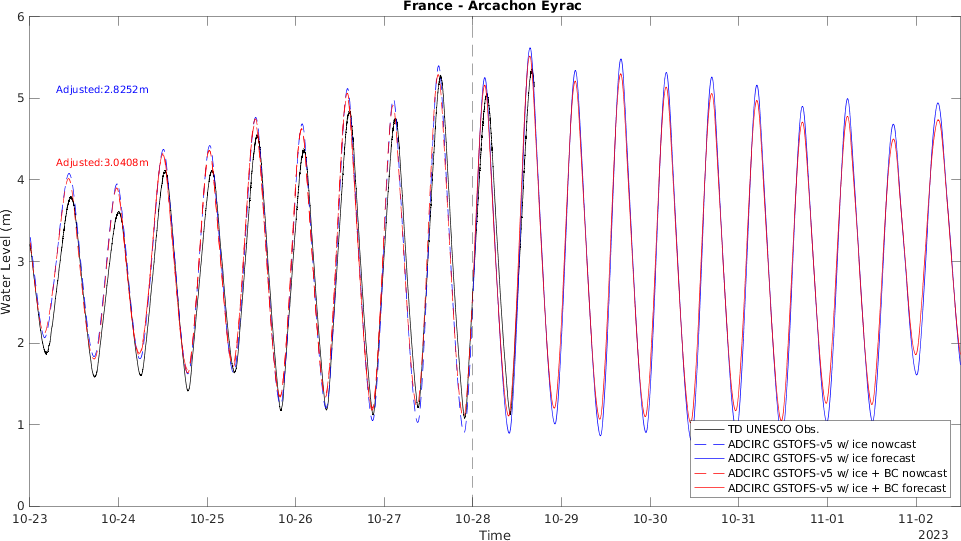 France - Arcachon Eyrac
Water Level (m)
6
5
4
3
2
1
0
Adjusted:2.8252m
Adjusted:3.0408m
TD UNESCO Obs.
ADCIRC GSTOFS-v5 w/ ice nowcast
ADCIRC GSTOFS-v5 w/ ice forecast
ADCIRC GSTOFS-v5 w/ ice + BC nowcast
ADCIRC GSTOFS-v5 w/ ice + BC forecast
10-23 10-24 10-25 10-26 10-27 10-28 10-29 10-30 10-31 11-01 11-02
Time
2023